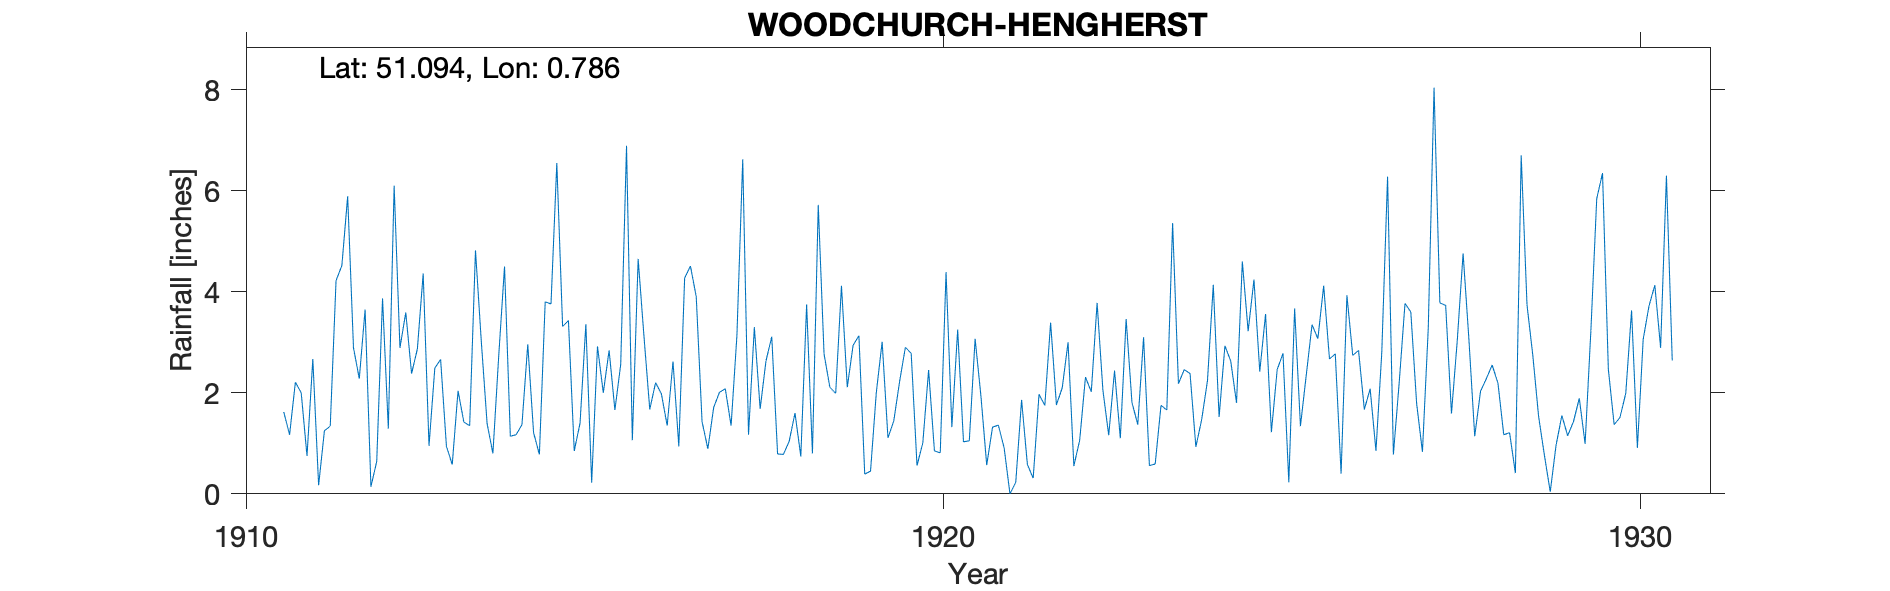 WOODCHURCH-HENGHERST
Lat: 51.094, Lon: 0.786
8
6
4
2
0
Rainfall [inches]
1910
1920
1930
Year